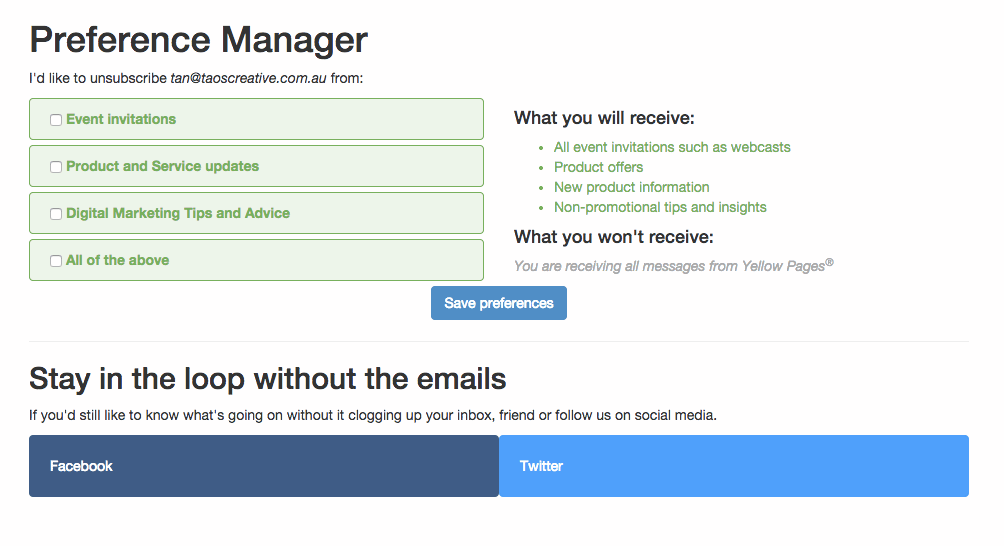 Preference Manager
I'd like to unsubscribe tan@taoscreative.com.au from:
Event invitations
Product and Service updates
Digital Marketing Tips and Advice
All of the above
What you will receive:
• All event invitations such as webcasts
• Product offers
• New product information
• Non-promotional tips and insights
What you won't receive:
You are receiving all messages from Yellow Pages®
Save preferences
Stay in the loop without the emails
If you'd still like to know what's going on without it clogging up your inbox, friend or follow us on social media.
Facebook
Twitter